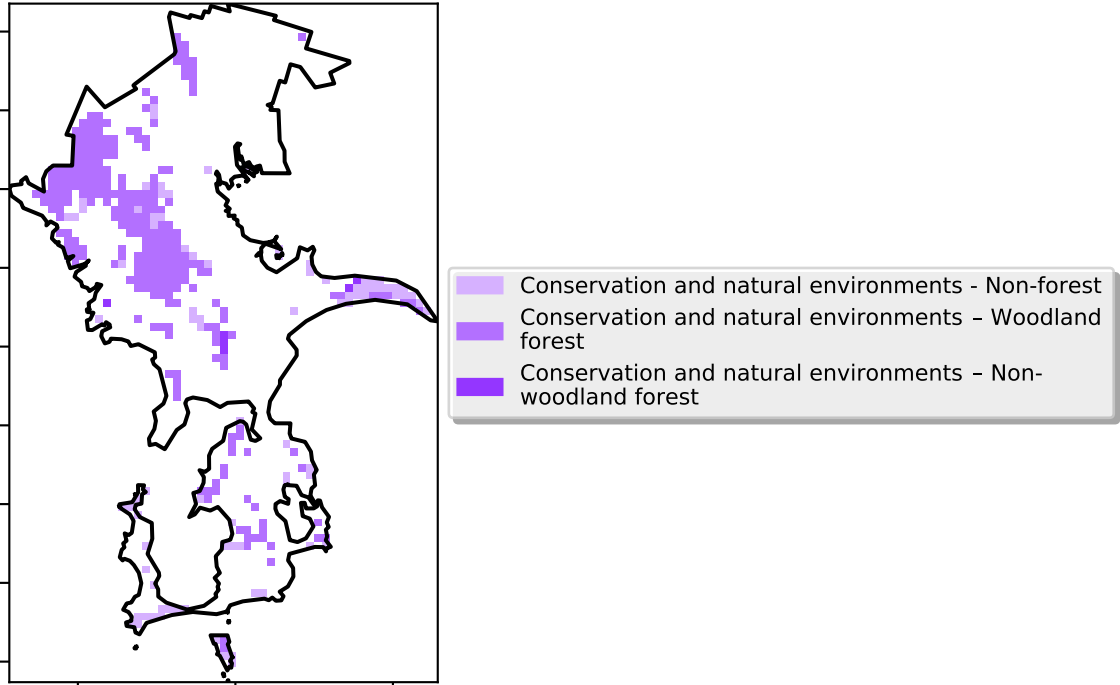 Conservation and natural environments - Non-forest
Conservation and natural environments – Woodland
forest
Conservation and natural environments – Non-
woodland forest